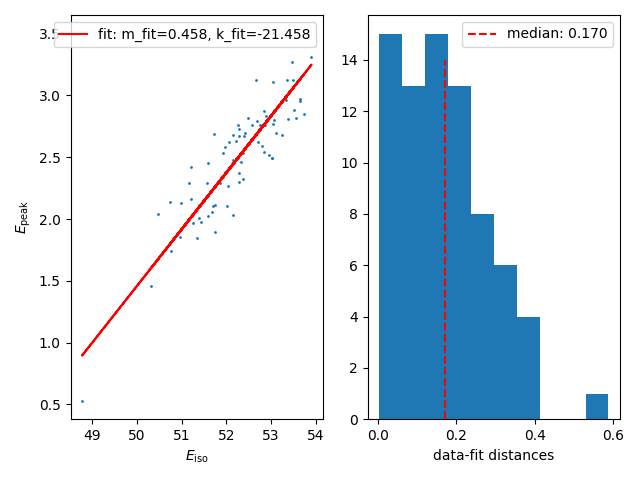 3.5
fit: m_fit=0.458, k_fit=-21.458
3.0
2.5
2.0
1.5
1.0
0.5
E_peak
49 50 51 52 53 54
E_iso
median: 0.170
14
12
10
8
6
4
2
0
0.0 0.2 0.4 0.6
data-fit distances